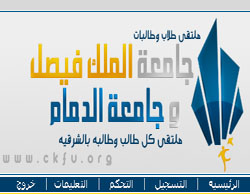 ملتقى طلاب وطالبات
جامعة الملك فيصل
و جامعة الدمام
ملتقى كل طالب وطالبه بالشرقيه
www.ckfu.org
الرئيسيه | التسجيل | التحكم | التعليمات | خروج